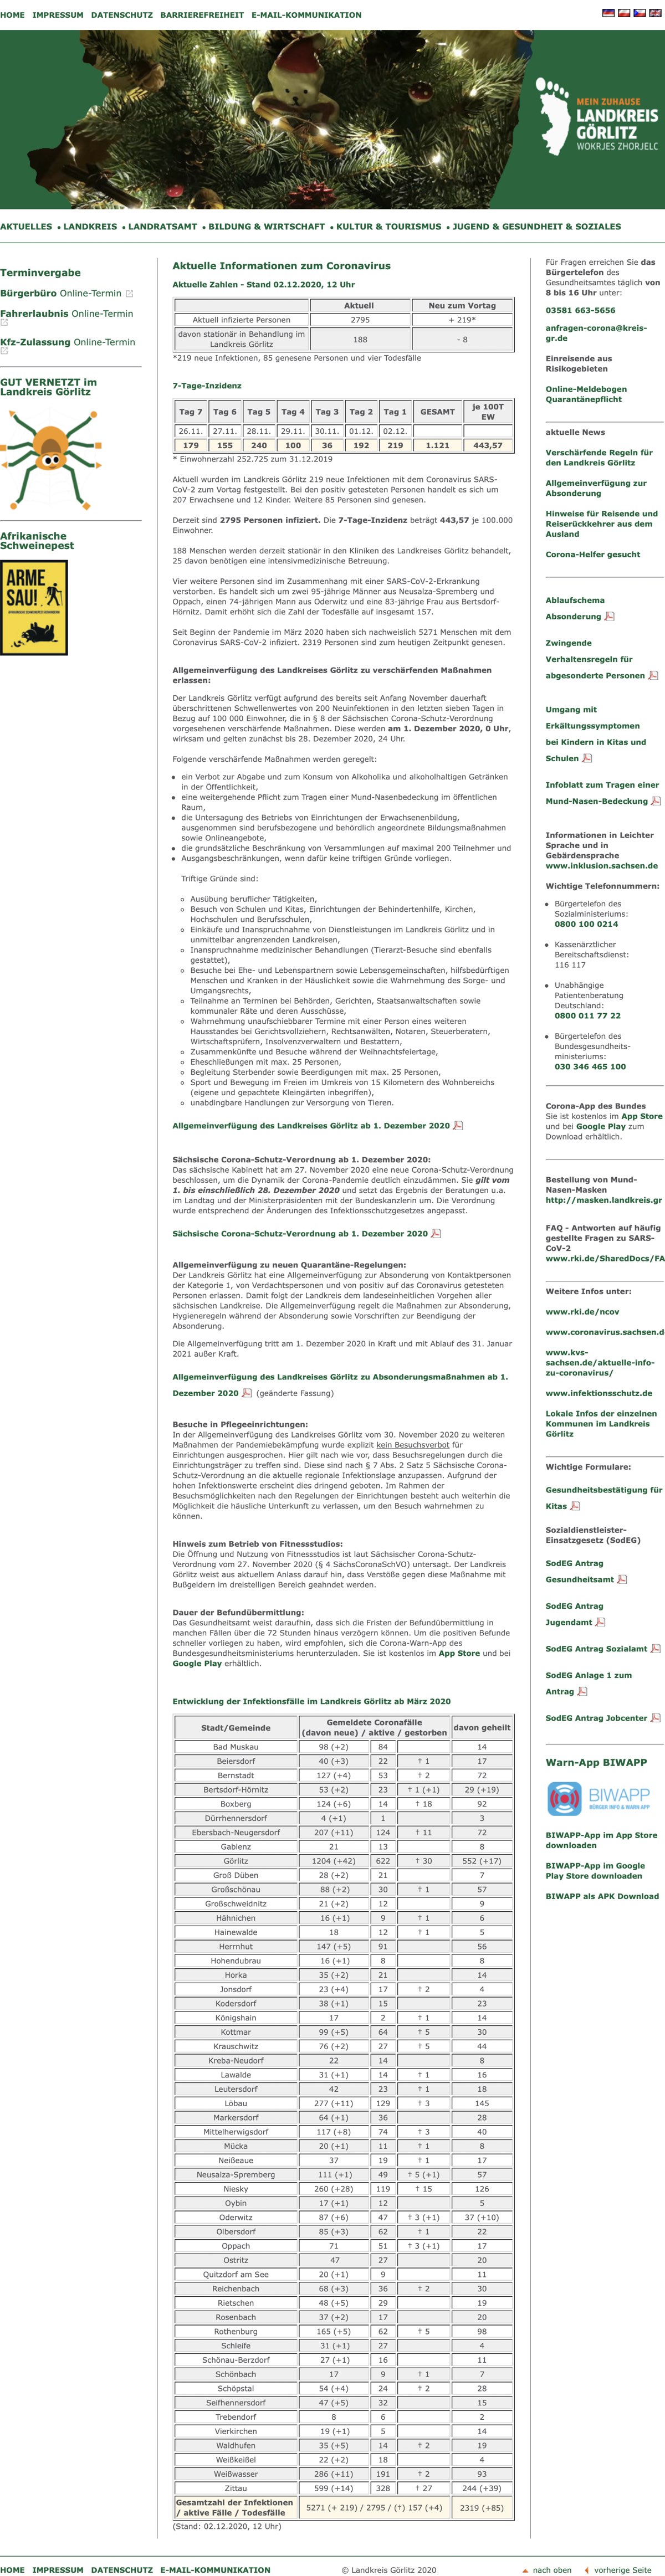 HOME IMPRESSUM DATENSCHUTZ BARRIEREFREIHEIT E-MAIL-KOMMUNIKATION
MEIN ZUHAUSE
LANDKREIS
GÖRLITZ
WOKRJES ZHORJELC
AKTUELLES • LANDKREIS • LANDRATSAMT • BILDUNG & WIRTSCHAFT • KULTUR & TOURISMUS • JUGEND & GESUNDHEIT & SOZIALES
Terminvergabe
Bürgerbüro Online-Termin
Fahrerlaubnis Online-Termin
Kfz-Zulassung Online-Termin
GUT VERNETZT im
Landkreis Görlitz
Afrikanische
Schweinepest
ARME
SAU!
Aktuelle Informationen zum Coronavirus
Aktuelle Zahlen - Stand 02.12.2020, 12 Uhr
Aktuell Neu zum Vortag
Aktuell infizierte Personen 2795 + 219*
davon stationär in Behandlung im
Landkreis Görlitz 188 - 8
*219 neue Infektionen, 85 genesene Personen und vier Todesfälle
7-Tage-Inzidenz
Tag 7 Tag 6 Tag 5 Tag 4 Tag 3 Tag 2 Tag 1 GESAMT je 100T
EW
26.11. 27.11. 28.11. 29.11. 30.11. 01.12. 02.12.
179 155 240 100 36 192 219 1.121 443,57
* Einwohnerzahl 252.725 zum 31.12.2019
Aktuell wurden im Landkreis Görlitz 219 neue Infektionen mit dem Coronavirus SARS-
CoV-2 zum Vortag festgestellt. Bei den positiv getesteten Personen handelt es sich um
207 Erwachsene und 12 Kinder. Weitere 85 Personen sind genesen.
Derzeit sind 2795 Personen infiziert. Die 7-Tage-Inzidenz beträgt 443,57 je 100.000
Einwohner.
188 Menschen werden derzeit stationär in den Kliniken des Landkreises Görlitz behandelt,
25 davon benötigen eine intensivmedizinische Betreuung.
Vier weitere Personen sind im Zusammenhang mit einer SARS-CoV-2-Erkrankung
verstorben. Es handelt sich um zwei 95-jährige Männer aus Neusalza-Spremberg und
Oppach, einen 74-jährigen Mann aus Oderwitz und eine 83-jährige Frau aus Bertsdorf-
Hörnitz. Damit erhöht sich die Zahl der Todesfälle auf insgesamt 157.
Seit Beginn der Pandemie im März 2020 haben sich nachweislich 5271 Menschen mit dem
Coronavirus SARS-CoV-2 infiziert. 2319 Personen sind zum heutigen Zeitpunkt genesen.
Allgemeinverfügung des Landkreises Görlitz zu verschärfenden Maßnahmen
erlassen:
Der Landkreis Görlitz verfügt aufgrund des bereits seit Anfang November dauerhaft
überschrittenen Schwellenwertes von 200 Neuinfektionen in den letzten sieben Tagen in
Bezug auf 100 000 Einwohner, die in § 8 der Sächsischen Corona-Schutz-Verordnung
vorgesehenen verschärfende Maßnahmen. Diese werden am 1. Dezember 2020, 0 Uhr,
wirksam und gelten zunächst bis 28. Dezember 2020, 24 Uhr.
Folgende verschärfende Maßnahmen werden geregelt:
• ein Verbot zur Abgabe und zum Konsum von Alkoholika und alkoholhaltigen Getränken
in der Öffentlichkeit,
• eine weitergehende Pflicht zum Tragen einer Mund-Nasenbedeckung im öffentlichen
Raum,
• die Untersagung des Betriebs von Einrichtungen der Erwachsenenbildung,
ausgenommen sind berufsbezogene und behördlich angeordnete Bildungsmaßnahmen
sowie Onlineangebote,
• die grundsätzliche Beschränkung von Versammlungen auf maximal 200 Teilnehmer und
• Ausgangsbeschränkungen, wenn dafür keine triftigen Gründe vorliegen.
Triftige Gründe sind:
◦ Ausübung beruflicher Tätigkeiten,
◦ Besuch von Schulen und Kitas, Einrichtungen der Behindertenhilfe, Kirchen,
Hochschulen und Berufsschulen,
◦ Einkäufe und Inanspruchnahme von Dienstleistungen im Landkreis Görlitz und in
unmittelbar angrenzenden Landkreisen,
◦ Inanspruchnahme medizinischer Behandlungen (Tierarzt-Besuche sind ebenfalls
gestattet),
◦ Besuche bei Ehe- und Lebenspartnern sowie Lebensgemeinschaften, hilfsbedürftigen
Menschen und Kranken in der Häuslichkeit sowie die Wahrnehmung des Sorge- und
Umgangsrechts,
◦ Teilnahme an Terminen bei Behörden, Gerichten, Staatsanwaltschaften sowie
kommunaler Räte und deren Ausschüsse,
◦ Wahrnehmung unaufschiebbarer Termine mit einer Person eines weiteren
Hausstandes bei Gerichtsvollziehern, Rechtsanwälten, Notaren, Steuerberatern,
Wirtschaftsprüfern, Insolvenzverwaltern und Bestattern,
◦ Zusammenkünfte und Besuche während der Weihnachtsfeiertage,
◦ Eheschließungen mit max. 25 Personen,
◦ Begleitung Sterbender sowie Beerdigungen mit max. 25 Personen,
◦ Sport und Bewegung im Freien im Umkreis von 15 Kilometern des Wohnbereichs
(eigene und gepachtete Kleingärten inbegriffen),
◦ unabdingbare Handlungen zur Versorgung von Tieren.
Allgemeinverfügung des Landkreises Görlitz ab 1. Dezember 2020
Sächsische Corona-Schutz-Verordnung ab 1. Dezember 2020:
Das sächsische Kabinett hat am 27. November 2020 eine neue Corona-Schutz-Verordnung
beschlossen, um die Dynamik der Corona-Pandemie deutlich einzudämmen. Sie gilt vom
1. bis einschließlich 28. Dezember 2020 und setzt das Ergebnis der Beratungen u.a.
im Landtag und der Ministerpräsidenten mit der Bundeskanzlerin um. Die Verordnung
wurde entsprechend der Änderungen des Infektionsschutzgesetzes angepasst.
Sächsische Corona-Schutz-Verordnung ab 1. Dezember 2020
Allgemeinverfügung zu neuen Quarantäne-Regelungen:
Der Landkreis Görlitz hat eine Allgemeinverfügung zur Absonderung von Kontaktpersonen
der Kategorie 1, von Verdachtspersonen und von positiv auf das Coronavirus getesteten
Personen erlassen. Damit folgt der Landkreis dem landeseinheitlichen Vorgehen aller
sächsischen Landkreise. Die Allgemeinverfügung regelt die Maßnahmen zur Absonderung,
Hygieneregeln während der Absonderung sowie Vorschriften zur Beendigung der
Absonderung.
Die Allgemeinverfügung tritt am 1. Dezember 2020 in Kraft und mit Ablauf des 31. Januar
2021 außer Kraft.
Allgemeinverfügung des Landkreises Görlitz zu Absonderungsmaßnahmen ab 1.
Dezember 2020 (geänderte Fassung)
Besuche in Pflegeeinrichtungen:
In der Allgemeinverfügung des Landkreises Görlitz vom 30. November 2020 zu weiteren
Maßnahmen der Pandemiebekämpfung wurde explizit kein Besuchsverbot für
Einrichtungen ausgesprochen. Hier gilt nach wie vor, dass Besuchsregelungen durch die
Einrichtungsträger zu treffen sind. Diese sind nach § 7 Abs. 2 Satz 5 Sächsische Corona-
Schutz-Verordnung an die aktuelle regionale Infektionslage anzupassen. Aufgrund der
hohen Infektionswerte erscheint dies dringend geboten. Im Rahmen der
Besuchsmöglichkeiten nach den Regelungen der Einrichtungen besteht auch weiterhin die
Möglichkeit die häusliche Unterkunft zu verlassen, um den Besuch wahrnehmen zu
können.
Hinweis zum Betrieb von Fitnessstudios:
Die Öffnung und Nutzung von Fitnessstudios ist laut Sächsischer Corona-Schutz-
Verordnung vom 27. November 2020 (§ 4 SächsCoronaSchVO) untersagt. Der Landkreis
Görlitz weist aus aktuellem Anlass darauf hin, dass Verstöße gegen diese Maßnahme mit
Bußgeldern im dreistelligen Bereich geahndet werden.
Dauer der Befundübermittlung:
Das Gesundheitsamt weist daraufhin, dass sich die Fristen der Befundübermittlung in
manchen Fällen über die 72 Stunden hinaus verzögern können. Um die positiven Befunde
schneller vorliegen zu haben, wird empfohlen, sich die Corona-Warn-App des
Bundesgesundheitsministeriums herunterzuladen. Sie ist kostenlos im App Store und bei
Google Play erhältlich.
Entwicklung der Infektionsfälle im Landkreis Görlitz ab März 2020
Stadt/Gemeinde Gemeldete Coronafälle
(davon neue) / aktive / gestorben davon geheilt
Bad Muskau 98 (+2) 84 14
Beiersdorf 40 (+3) 22 † 1 17
Bernstadt 127 (+4) 53 † 2 72
Bertsdorf-Hörnitz 53 (+2) 23 † 1 (+1) 29 (+19)
Boxberg 124 (+6) 14 † 18 92
Dürrhennersdorf 4 (+1) 1 3
Ebersbach-Neugersdorf 207 (+11) 124 † 11 72
Gablenz 21 13 8
Görlitz 1204 (+42) 622 † 30 552 (+17)
Groß Düben 28 (+2) 21 7
Großschönau 88 (+2) 30 † 1 57
Großschweidnitz 21 (+2) 12 9
Hähnichen 16 (+1) 9 † 1 6
Hainewalde 18 12 † 1 5
Herrnhut 147 (+5) 91 56
Hohendubrau 16 (+1) 8 8
Horka 35 (+2) 21 14
Jonsdorf 23 (+4) 17 † 2 4
Kodersdorf 38 (+1) 15 23
Königshain 17 2 † 1 14
Kottmar 99 (+5) 64 † 5 30
Krauschwitz 76 (+2) 27 † 5 44
Kreba-Neudorf 22 14 8
Lawalde 31 (+1) 14 † 1 16
Leutersdorf 42 23 † 1 18
Löbau 277 (+11) 129 † 3 145
Markersdorf 64 (+1) 36 28
Mittelherwigsdorf 117 (+8) 74 † 3 40
Mücka 20 (+1) 11 † 1 8
Neißeaue 37 19 † 1 17
Neusalza-Spremberg 111 (+1) 49 † 5 (+1) 57
Niesky 260 (+28) 119 † 15 126
Oybin 17 (+1) 12 5
Oderwitz 87 (+6) 47 † 3 (+1) 37 (+10)
Olbersdorf 85 (+3) 62 † 1 22
Oppach 71 51 † 3 (+1) 17
Ostritz 47 27 20
Quitzdorf am See 20 (+1) 9 11
Reichenbach 68 (+3) 36 † 2 30
Rietschen 48 (+5) 29 19
Rosenbach 37 (+2) 17 20
Rothenburg 165 (+5) 62 † 5 98
Schleife 31 (+1) 27 4
Schönau-Berzdorf 27 (+1) 16 11
Schönbach 17 9 † 1 7
Schöpstal 54 (+4) 24 † 2 28
Seifhennersdorf 47 (+5) 32 15
Trebendorf 8 6 2
Vierkirchen 19 (+1) 5 14
Waldhufen 35 (+5) 14 † 2 19
Weißkeißel 22 (+2) 18 4
Weißwasser 286 (+11) 191 † 2 93
Zittau 599 (+14) 328 † 27 244 (+39)
Gesamtzahl der Infektionen
/ aktive Fälle / Todesfälle 5271 (+ 219) / 2795 / (†) 157 (+4) 2319 (+85)
(Stand: 02.12.2020, 12 Uhr)
Für Fragen erreichen Sie das
Bürgertelefon des
Gesundheitsamtes täglich von
8 bis 16 Uhr unter:
03581 663-5656
anfragen-corona@kreis-
gr.de
Einreisende aus
Risikogebieten
Online-Meldebogen
Quarantänepflicht
aktuelle News
Verschärfende Regeln für
den Landkreis Görlitz
Allgemeinverfügung zur
Absonderung
Hinweise für Reisende und
Reiserückkehrer aus dem
Ausland
Corona-Helfer gesucht
Ablaufschema
Absonderung
Zwingende
Verhaltensregeln für
abgesonderte Personen
Umgang mit
Erkältungssymptomen
bei Kindern in Kitas und
Schulen
Infoblatt zum Tragen einer
Mund-Nasen-Bedeckung
Informationen in Leichter
Sprache und in
Gebärdensprache
www.inklusion.sachsen.de
Wichtige Telefonnummern:
• Bürgertelefon des
Sozialministeriums:
0800 100 0214
• Kassenärztlicher
Bereitschaftsdienst:
116 117
• Unabhängige
Patientenberatung
Deutschland:
0800 011 77 22
• Bürgertelefon des
Bundesgesundheits-
ministeriums:
030 346 465 100
Corona-App des Bundes
Sie ist kostenlos im App Store
und bei Google Play zum
Download erhältlich.
Bestellung von Mund-
Nasen-Masken
http://masken.landkreis.gr
FAQ - Antworten auf häufig
gestellte Fragen zu SARS-
CoV-2
www.rki.de/SharedDocs/FA
Weitere Infos unter:
www.rki.de/ncov
www.coronavirus.sachsen.d
www.kvs-
sachsen.de/aktuelle-info-
zu-coronavirus/
www.infektionsschutz.de
Lokale Infos der einzelnen
Kommunen im Landkreis
Görlitz
Wichtige Formulare:
Gesundheitsbestätigung für
Kitas
Sozialdienstleister-
Einsatzgesetz (SodEG)
SodEG Antrag
Gesundheitsamt
SodEG Antrag
Jugendamt
SodEG Antrag Sozialamt
SodEG Anlage 1 zum
Antrag
SodEG Antrag Jobcenter
Warn-App BIWAPP
BIWAPP
BÜRGER INFO & WARN APP
BIWAPP-App im App Store
downloaden
BIWAPP-App im Google
Play Store downloaden
BIWAPP als APK Download
HOME IMPRESSUM DATENSCHUTZ E-MAIL-KOMMUNIKATION © Landkreis Görlitz 2020 nach oben vorherige Seite